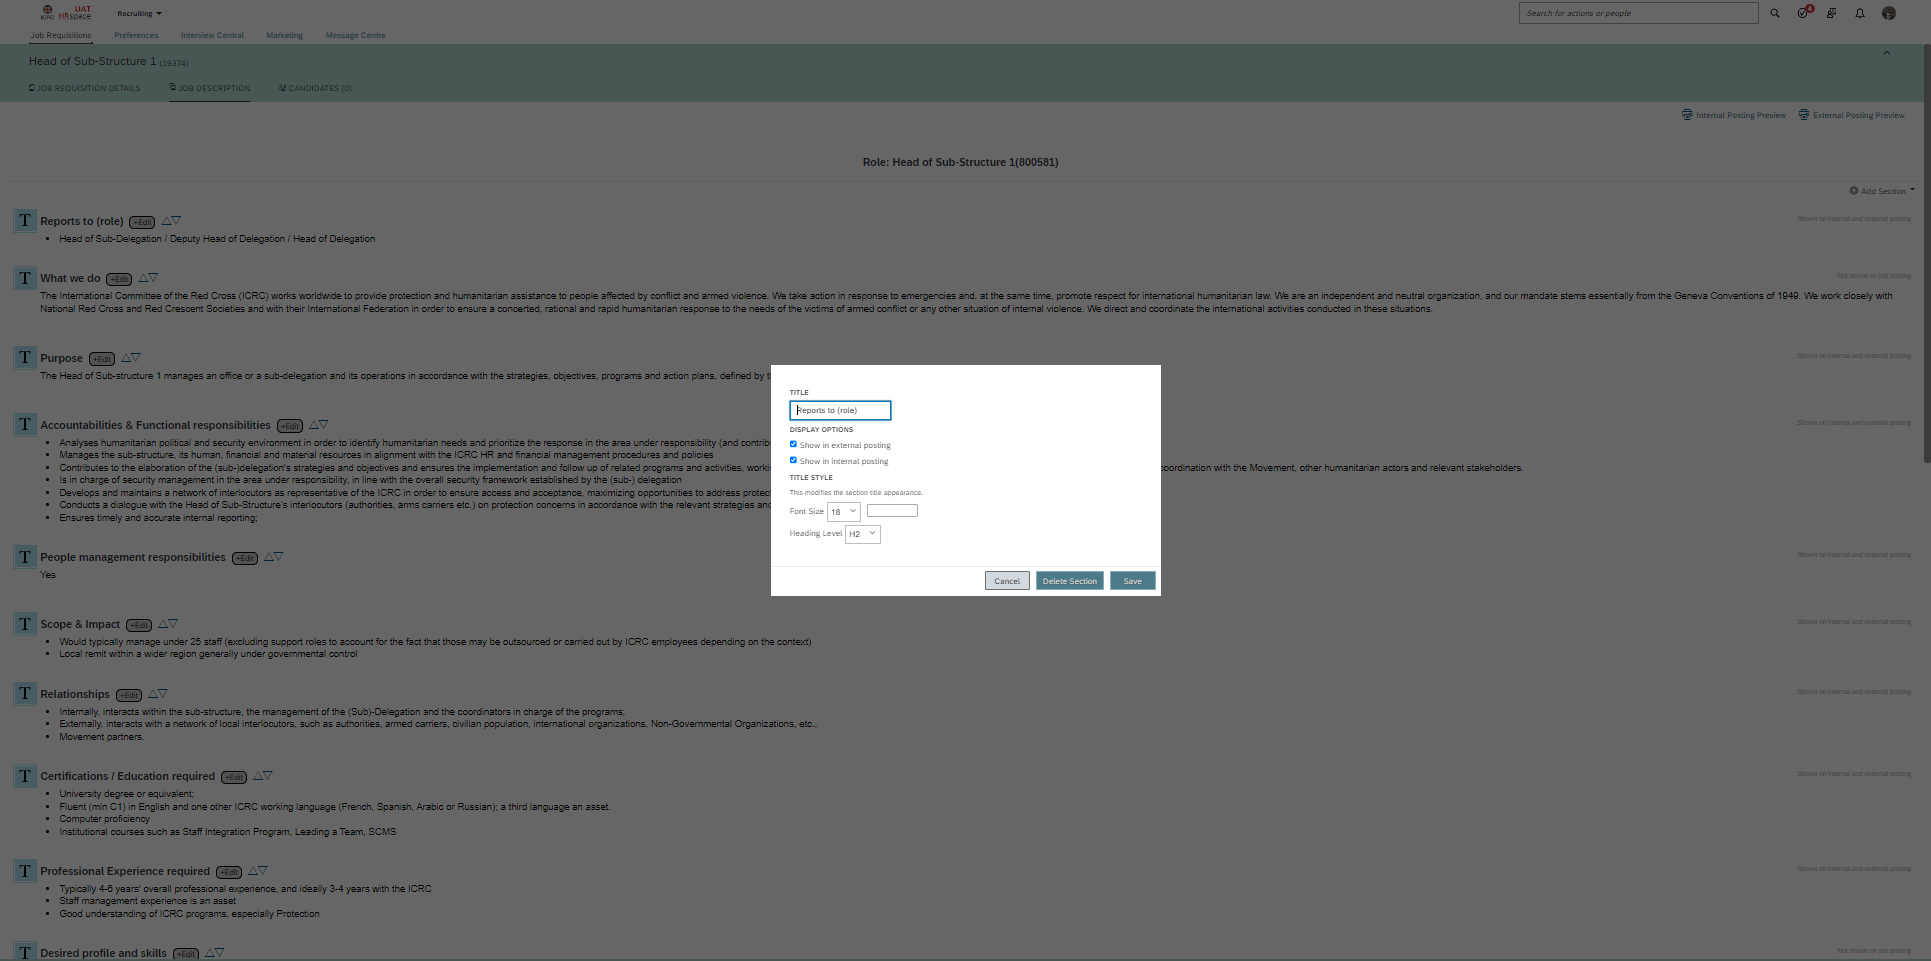 UAT
ICRC HRspace
Recruiting
Search for actions or people
4
Job Requisitions
Preferences
Interview Central
Marketing
Message Centre
Head of Sub-Structure 1 (19374)
JOB REQUISITION DETAILS
JOB DESCRIPTION
CANDIDATES (0)
Internal Posting Preview
External Posting Preview
Role: Head of Sub-Structure 1(800581)
Add Section
T Reports to (role) +Edit
Shown on internal and external posting
• Head of Sub-Delegation / Deputy Head of Delegation / Head of Delegation
T What we do +Edit
Not shown on job posting
The International Committee of the Red Cross (ICRC) works worldwide to provide protection and humanitarian assistance to people affected by conflict and armed violence. We take action in response to emergencies and, at the same time, promote respect for international humanitarian law. We are an independent and neutral organization, and our mandate stems essentially from the Geneva Conventions of 1949. We work closely with
National Red Cross and Red Crescent Societies and with their International Federation in order to ensure a concerted, rational and rapid humanitarian response to the needs of the victims of armed conflict or any other situation of internal violence. We direct and coordinate the international activities conducted in these situations.
T Purpose +Edit
Shown on internal and external posting
The Head of Sub-structure 1 manages an office or a sub-delegation and its operations in accordance with the strategies, objectives, programs and action plans, defined by
T Accountabilities & Functional responsibilities +Edit
Shown on internal and external posting
• Analyses humanitarian political and security environment in order to identify humanitarian needs and prioritize the response in the area under responsibility (and
• Manages the sub-structure, its human, financial and material resources in alignment with the ICRC HR and financial management procedures and policies
• Contributes to the elaboration of the (sub-)delegation's strategies and objectives and ensures the implementation and follow up of related programs and activities,
oordination with the Movement, other humanitarian actors and relevant stakeholders.
• Is in charge of security management in the area under responsibility, in line with the overall security framework established by the (sub-) delegation
• Develops and maintains a network of interlocutors as representative of the ICRC in order to ensure access and acceptance, maximizing opportunities to address
• Conducts a dialogue with the Head of Sub-Structure's interlocutors (authorities, arms carriers etc.) on protection concerns in accordance with the relevant strategies
• Ensures timely and accurate internal reporting;
T People management responsibilities +Edit
Shown on internal and external posting
Yes
T Scope & Impact +Edit
Shown on internal and external posting
• Would typically manage under 25 staff (excluding support roles to account for the fact that those may be outsourced or carried out by ICRC employees depending on the context)
• Local remit within a wider region generally under governmental control
T Relationships +Edit
Shown on internal and external posting
• Internally, interacts within the sub-structure, the management of the (Sub)-Delegation and the coordinators in charge of the programs;
• Externally, interacts with a network of local interlocutors, such as authorities, armed carriers, civilian population, international organizations, Non-Governmental Organizations, etc.,
• Movement partners.
T Certifications / Education required +Edit
Shown on internal and external posting
• University degree or equivalent;
• Fluent (min C1) in English and one other ICRC working language (French, Spanish, Arabic or Russian); a third language an asset.
• Computer proficiency
• Institutional courses such as Staff Integration Program, Leading a Team, SCMS
T Professional Experience required +Edit
Shown on internal and external posting
• Typically 4-6 years' overall professional experience, and ideally 3-4 years with the ICRC
• Staff management experience is an asset
• Good understanding of ICRC programs, especially Protection
T Desired profile and skills +Edit
Not shown on job posting
TITLE
Reports to (role)
DISPLAY OPTIONS
Show in external posting
Show in internal posting
TITLE STYLE
This modifies the section title appearance.
Font Size 18
Heading Level H2
Cancel
Delete Section
Save